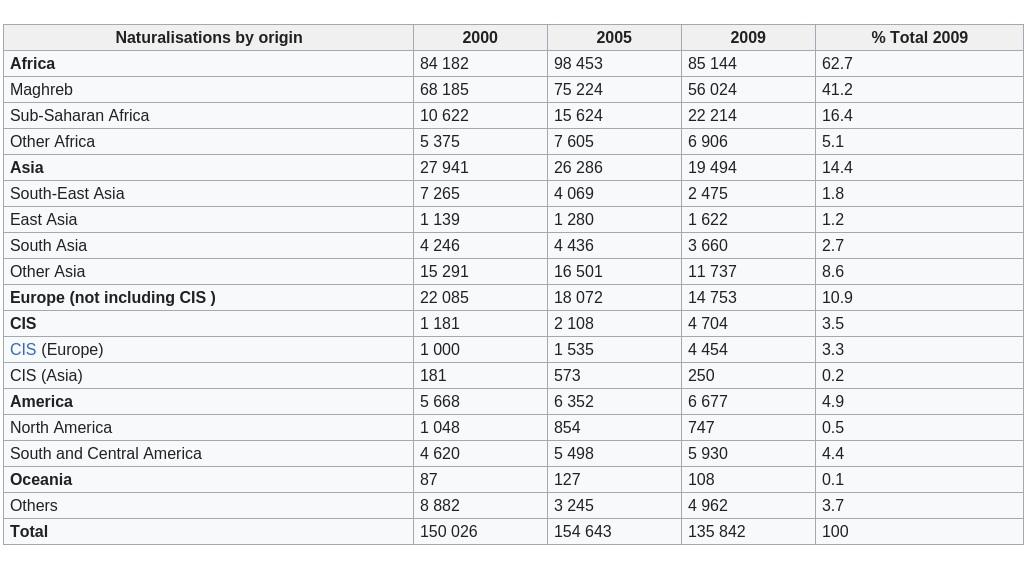 Naturalisations by origin 2000 2005 2009 % Total 2009
Africa 84 182 98 453 85 144 62.7
Maghreb 68 185 75 224 56 024 41.2
Sub-Saharan Africa 10 622 15 624 22 214 16.4
Other Africa 5 375 7 605 6 906 5.1
Asia 27 941 26 286 19 494 14.4
South-East Asia 7 265 4 069 2 475 1.8
East Asia 1 139 1 280 1 622 1.2
South Asia 4 246 4 436 3 660 2.7
Other Asia 15 291 16 501 11 737 8.6
Europe (not including CIS ) 22 085 18 072 14 753 10.9
CIS 1 181 2 108 4 704 3.5
CIS (Europe) 1 000 1 535 4 454 3.3
CIS (Asia) 181 573 250 0.2
America 5 668 6 352 6 677 4.9
North America 1 048 854 747 0.5
South and Central America 4 620 5 498 5 930 4.4
Oceania 87 127 108 0.1
Others 8 882 3 245 4 962 3.7
Total 150 026 154 643 135 842 100